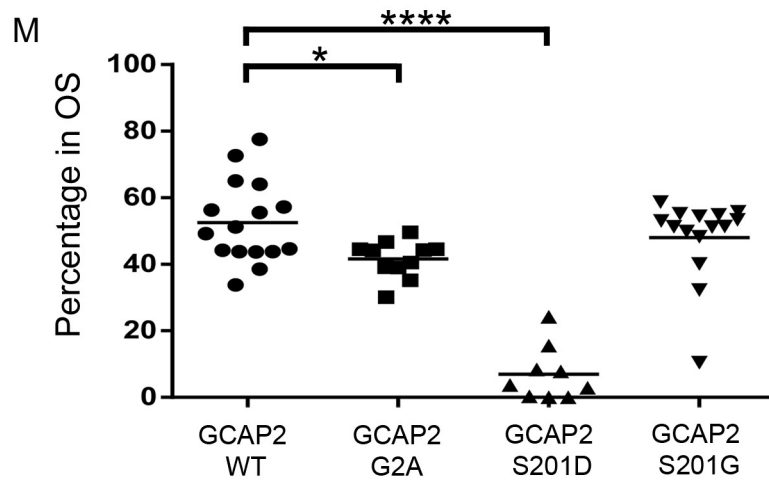 M
****
*
Percentage in OS
100
80
60
40
20
0
GCAP2 WT
GCAP2 G2A
GCAP2 S201D
GCAP2 S201G